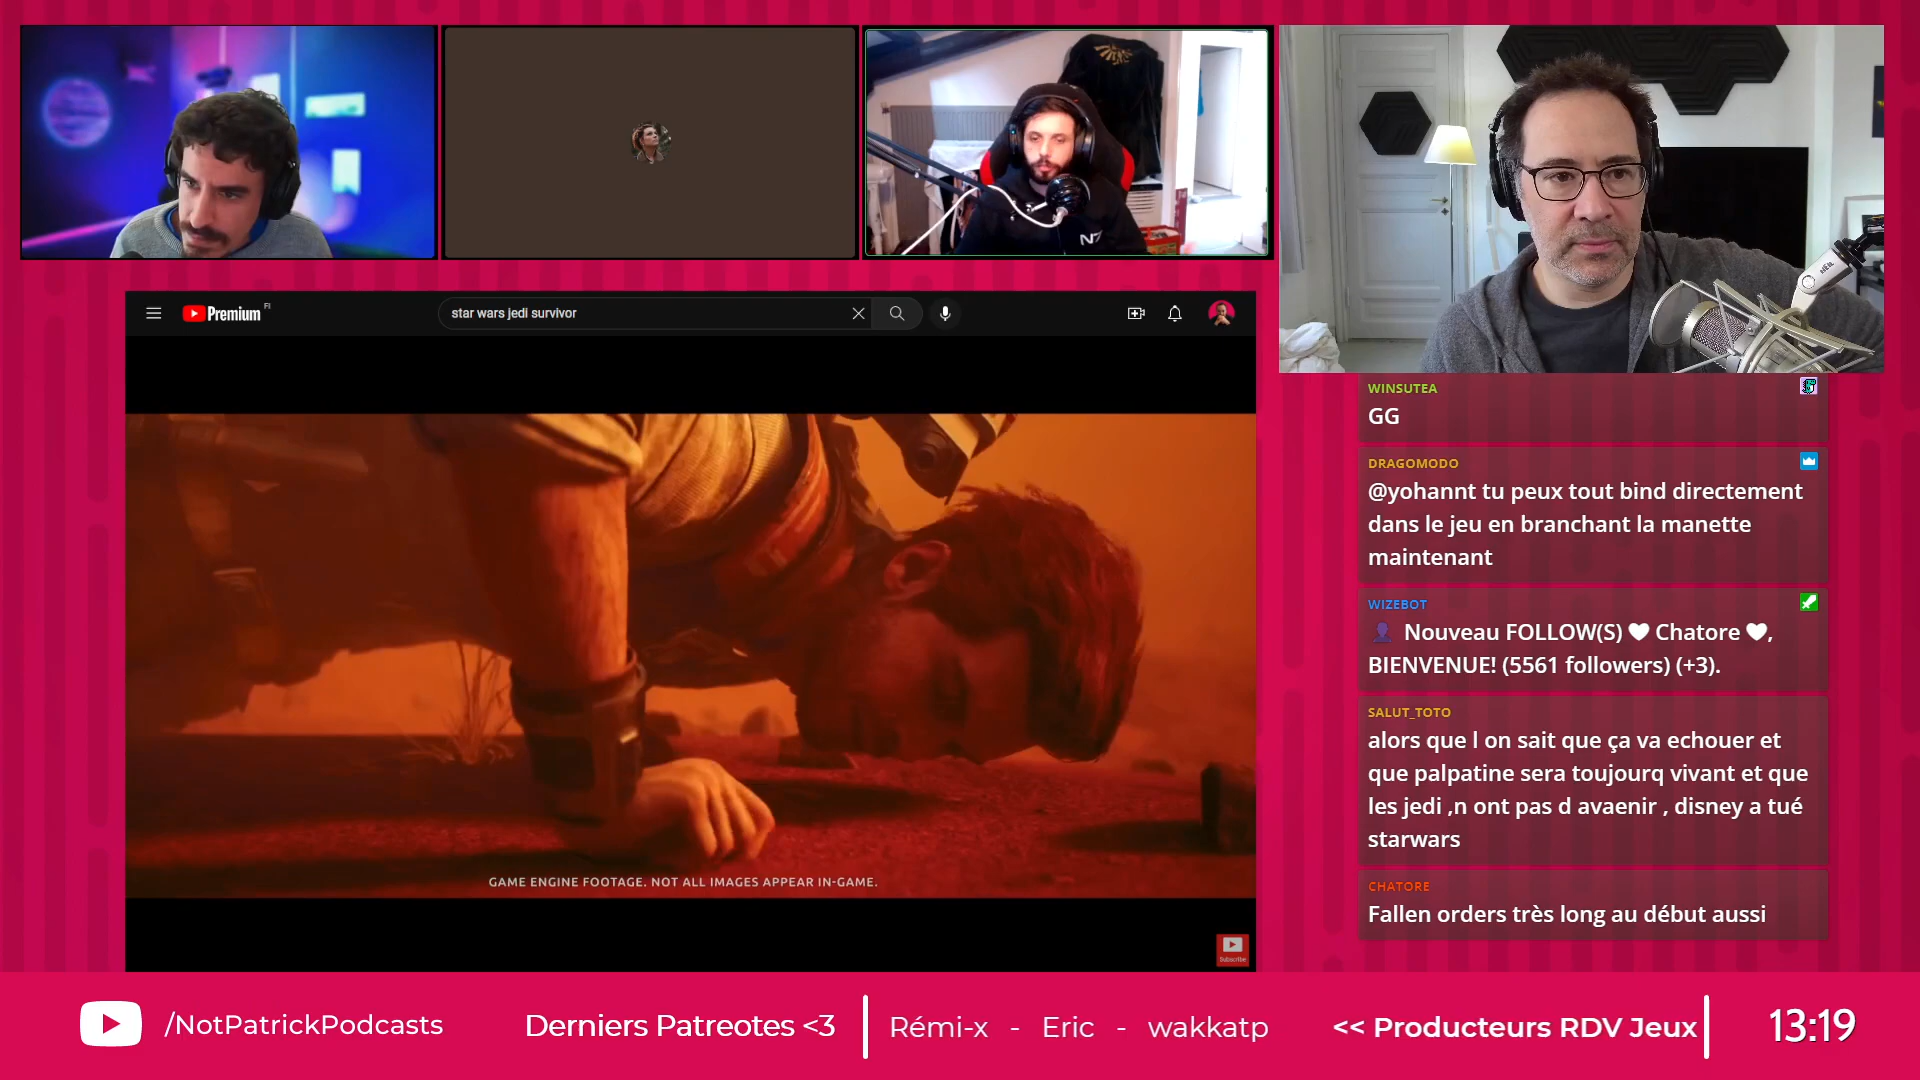 N7
Premium FI
star wars jedi survivor
GAME ENGINE FOOTAGE. NOT ALL IMAGES APPEAR IN-GAME.
Subscribe
WINSUTEA
GG
DRAGOMODO
@yohannt tu peux tout bind directement
dans le jeu en branchant la manette
maintenant
WIZEBOT
Nouveau FOLLOW(S) 🤍 Chatore 🤍,
BIENVENUE! (5561 followers) (+3).
SALUT_TOTO
alors que l on sait que ça va echouer et
que palpatine sera toujourq vivant et que
les jedi ,n ont pas d avaenir , disney a tué
starwars
CHATORE
Fallen orders très long au début aussi
/NotPatrickPodcasts
Derniers Patreotes <3
Rémi-x - Eric - wakkatp
<< Producteurs RDV Jeux
13:19